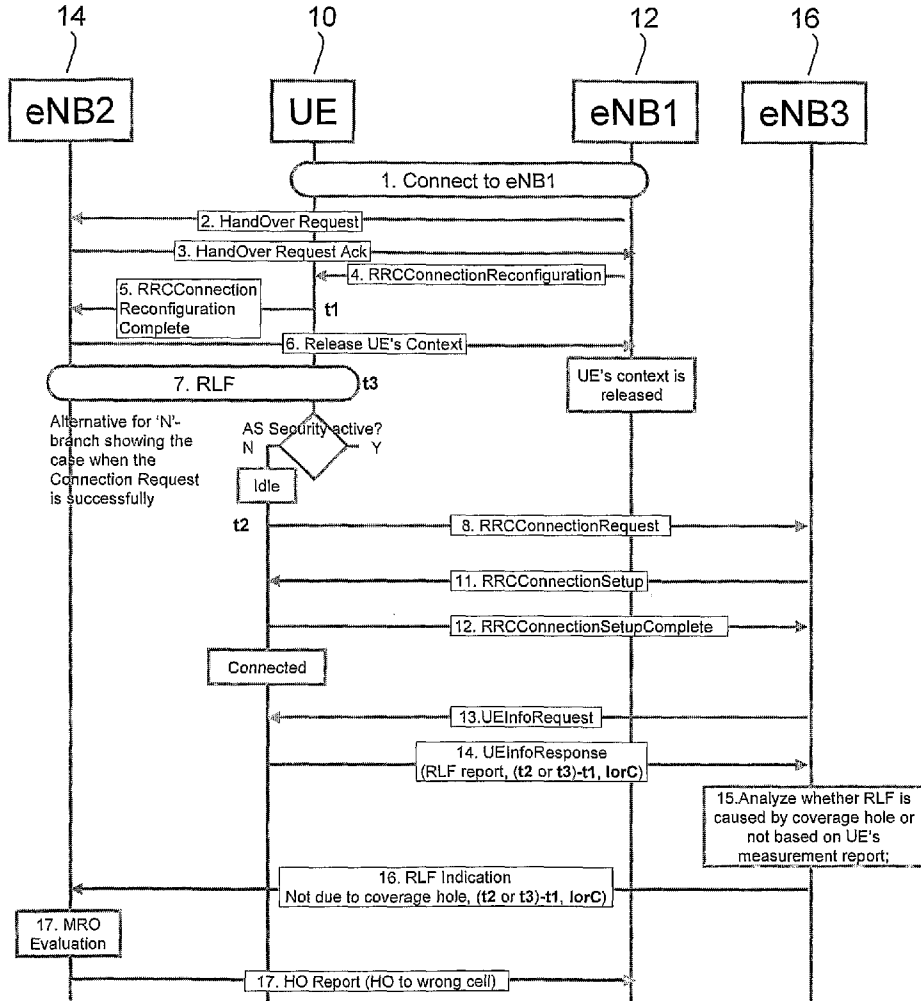 14
10
12
16
eNB2
UE
eNB1
eNB3
1. Connect to eNB1
2. HandOver Request
3. HandOver Request Ack
4. RRCConnectionReconfiguration
5. RRCConnection
Reconfiguration
Complete
t1
6. Release UE's Context
7. RLF
t3
UE's context is
released
Alternative for 'N'-
branch showing the
case when the
Connection Request
is successfully
AS Security active?
N
Y
Idle
t2
8. RRCConnectionRequest
11. RRCConnectionSetup
12. RRCConnectionSetupComplete
Connected
13.UEInfoRequest
14. UEInfoResponse
(RLF report, (t2 or t3)-t1, IorC)
15.Analyze whether RLF is
caused by coverage hole or
not based on UE's
measurement report;
16. RLF Indication
Not due to coverage hole, (t2 or t3)-t1, IorC)
17. MRO
Evaluation
17. HO Report (HO to wrong cell)